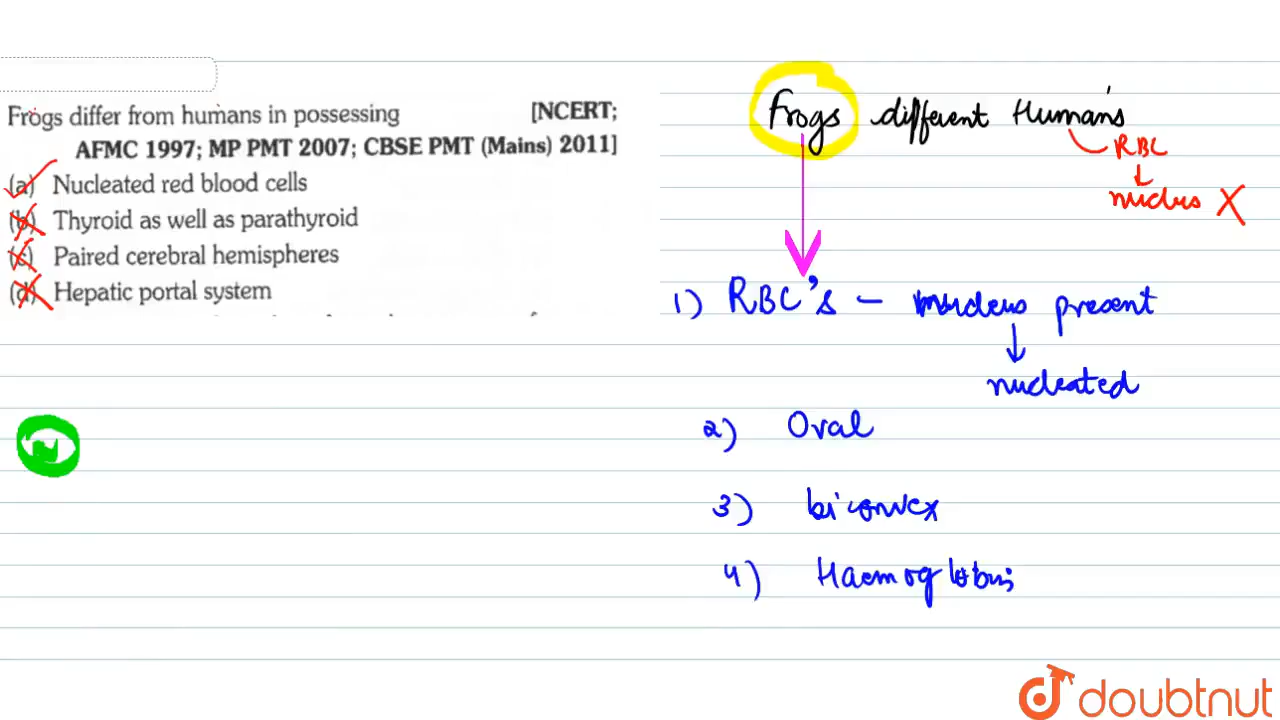 Frogs differ from humans in possessing [NCERT;
AFMC 1997; MP PMT 2007; CBSE PMT (Mains) 2011]
(a) Nucleated red blood cells
(b) Thyroid as well as parathyroid
(c) Paired cerebral hemispheres
(d) Hepatic portal system
N
Frogs different Humans
RBC
nucleus X
1) RBC's - nucleus present
nucleated
2) Oval
3) biconvex
4) Haemoglobin
doubtnut